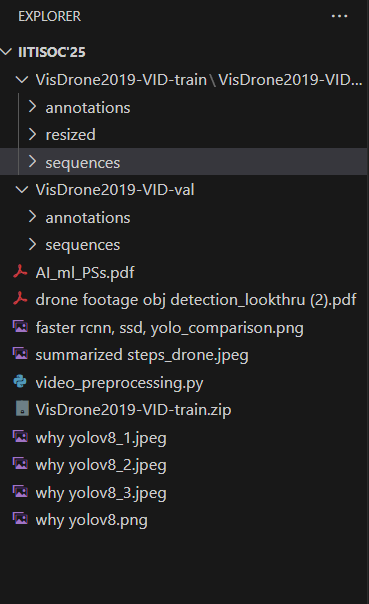 EXPLORER
IITISOC'25
VisDrone2019-VID-train\VisDrone2019-VID...
annotations
resized
sequences
VisDrone2019-VID-val
annotations
sequences
AI_ml_PSs.pdf
drone footage obj detection_lookthru (2).pdf
faster rcnn, ssd, yolo_comparison.png
summarized steps_drone.jpeg
video_preprocessing.py
VisDrone2019-VID-train.zip
why yolov8_1.jpeg
why yolov8_2.jpeg
why yolov8_3.jpeg
why yolov8.png